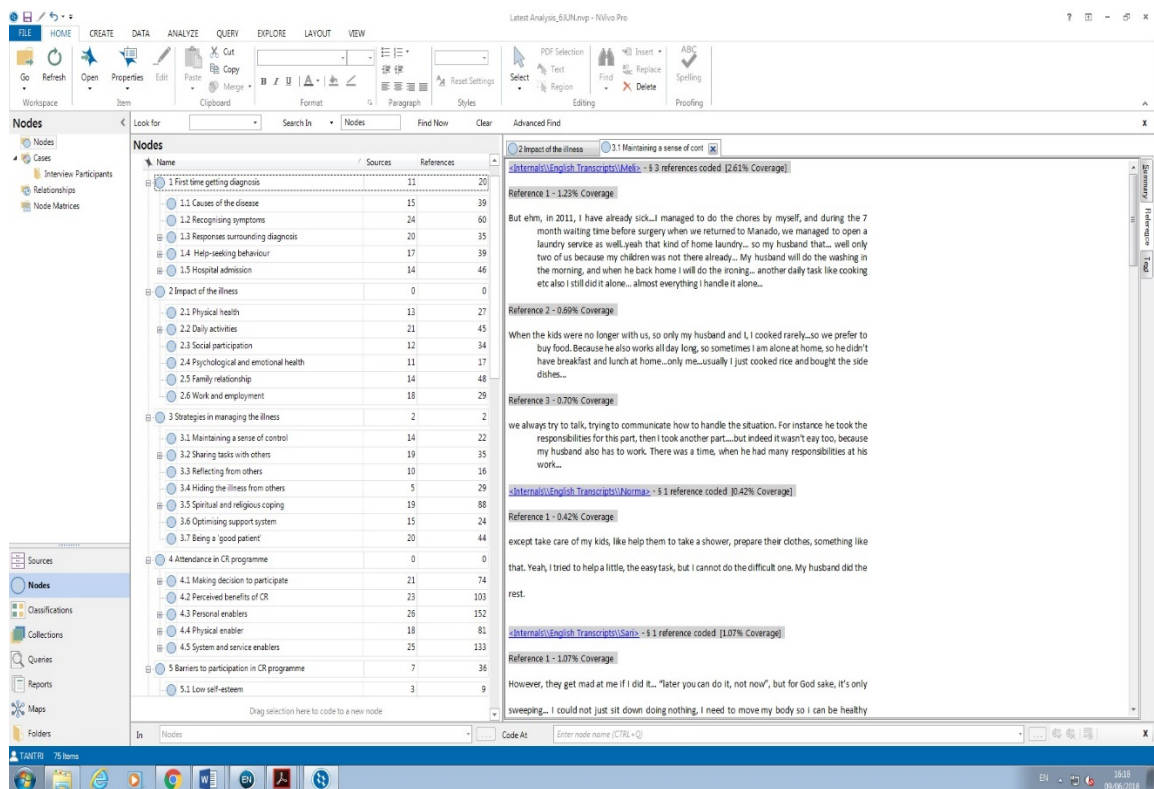 Latest Analysis_6JUN.nvp - NVivo Pro
FILE HOME CREATE DATA ANALYZE QUERY EXPLORE LAYOUT VIEW
Go Refresh Open Properties Edit Paste Cut Copy Merge
B I U A
Reset Settings
Select PDF Selection Text Region Find Insert Replace Delete ABC Spelling
Workspace Item Clipboard Format Paragraph Styles Editing Proofing
Nodes
Look for Search In Nodes Find Now Clear Advanced Find X
Nodes
Cases
Interview Participants
Relationships
Node Matrices
Sources
Nodes
Classifications
Collections
Queries
Reports
Maps
Folders
Nodes
Name Sources References
1 First time getting diagnosis 11 20
1.1 Causes of the disease 15 39
1.2 Recognising symptoms 24 60
1.3 Responses surrounding diagnosis 20 35
1.4 Help-seeking behaviour 17 39
1.5 Hospital admission 14 46
2 Impact of the illness 0 0
2.1 Physical health 13 27
2.2 Daily activities 21 45
2.3 Social participation 12 34
2.4 Psychological and emotional health 11 17
2.5 Family relationship 14 48
2.6 Work and employment 18 29
3 Strategies in managing the illness 2 2
3.1 Maintaining a sense of control 14 22
3.2 Sharing tasks with others 19 35
3.3 Reflecting from others 10 16
3.4 Hiding the illness from others 5 29
3.5 Spiritual and religious coping 19 88
3.6 Optimising support system 15 24
3.7 Being a 'good patient' 20 44
4 Attendance in CR programme 0 0
4.1 Making decision to participate 21 74
4.2 Perceived benefits of CR 23 103
4.3 Personal enablers 26 152
4.4 Physical enabler 18 81
4.5 System and service enablers 25 133
5 Barriers to participation in CR programme 7 36
5.1 Low self-esteem 3 9
Drag selection here to code to a new node
2 Impact of the illness 3.1 Maintaining a sense of cont
<Internals\\English Transcripts\\Meli> - § 3 references coded [2.61% Coverage]
Reference 1 - 1.23% Coverage
But ehm, in 2011, I have already sick...I managed to do the chores by myself, and during the 7
month waiting time before surgery when we returned to Manado, we managed to open a
laundry service as well..yeah that kind of home laundry... so my husband that... well only
two of us because my children was not there already... My husband will do the washing in
the morning, and when he back home I will do the ironing... another daily task like cooking
etc also I still did it alone... almost everything I handle it alone...
Reference 2 - 0.69% Coverage
When the kids were no longer with us, so only my husband and I, I cooked rarely...so we prefer to
buy food. Because he also works all day long, so sometimes I am alone at home, so he didn't
have breakfast and lunch at home...only me...usually I just cooked rice and bought the side
dishes...
Reference 3 - 0.70% Coverage
we always try to talk, trying to communicate how to handle the situation. For instance he took the
responsibilities for this part, then I took another part....but indeed it wasn't eay too, because
my husband also has to work. There was a time, when he had many responsibilities at his
work...
<Internals\\English Transcripts\\Norma> - § 1 reference coded [0.42% Coverage]
Reference 1 - 0.42% Coverage
except take care of my kids, like help them to take a shower, prepare their clothes, something like
that. Yeah, I tried to help a little, the easy task, but I cannot do the difficult one. My husband did the
rest.
<Internals\\English Transcripts\\Sari> - § 1 reference coded [1.07% Coverage]
Reference 1 - 1.07% Coverage
However, they get mad at me if I did it... "later you can do it, not now", but for God sake, it's only
sweeping... I could not just sit down doing nothing, I need to move my body so i can be healthy
Summary
Reference
Text
In Nodes
Code At Enter node name (CTRL+Q) X
TANTRI 75 Items
EN 16:18
09/06/2018